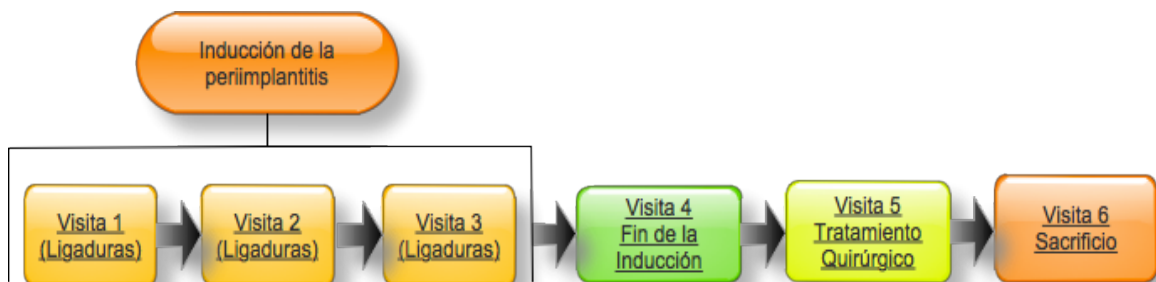 Inducción de la
periimplantitis
Visita 1
(Ligaduras)
Visita 2
(Ligaduras)
Visita 3
(Ligaduras)
Visita 4
Fin de la
Inducción
Visita 5
Tratamiento
Quirúrgico
Visita 6
Sacrificio